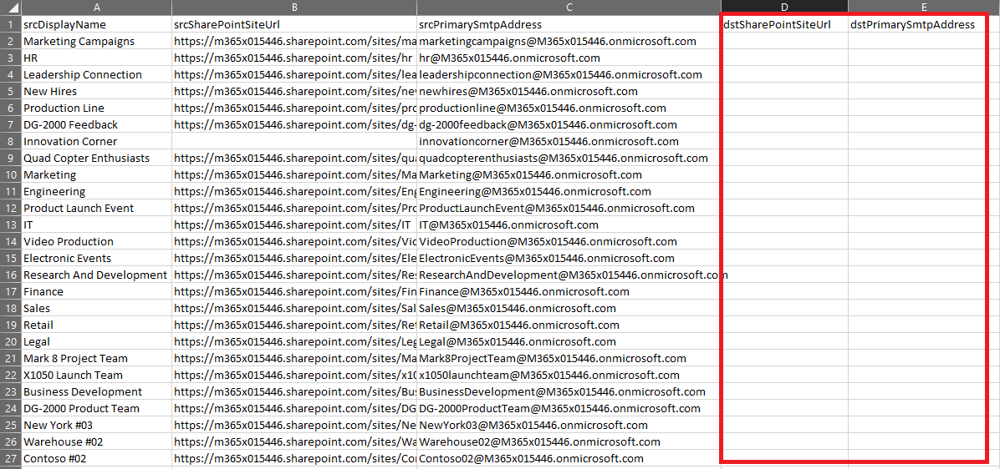 A B C D E
1 srcDisplayName srcSharePointSiteUrl srcPrimarySmtpAddress dstSharePointSiteUrl dstPrimarySmtpAddress
2 Marketing Campaigns https://m365x015446.sharepoint.com/sites/ma marketingcampaigns@M365x015446.onmicrosoft.com
3 HR https://m365x015446.sharepoint.com/sites/hr hr@M365x015446.onmicrosoft.com
4 Leadership Connection https://m365x015446.sharepoint.com/sites/lea leadershipconnection@M365x015446.onmicrosoft.com
5 New Hires https://m365x015446.sharepoint.com/sites/nev newhires@M365x015446.onmicrosoft.com
6 Production Line https://m365x015446.sharepoint.com/sites/pro productionline@M365x015446.onmicrosoft.com
7 DG-2000 Feedback https://m365x015446.sharepoint.com/sites/dg- dg-2000feedback@M365x015446.onmicrosoft.com
8 Innovation Corner innovationcorner@M365x015446.onmicrosoft.com
9 Quad Copter Enthusiasts https://m365x015446.sharepoint.com/sites/qua quadcopterenthusiasts@M365x015446.onmicrosoft.com
10 Marketing https://m365x015446.sharepoint.com/sites/Ma Marketing@M365x015446.onmicrosoft.com
11 Engineering https://m365x015446.sharepoint.com/sites/Eng Engineering@M365x015446.onmicrosoft.com
12 Product Launch Event https://m365x015446.sharepoint.com/sites/Pro ProductLaunchEvent@M365x015446.onmicrosoft.com
13 IT https://m365x015446.sharepoint.com/sites/IT IT@M365x015446.onmicrosoft.com
14 Video Production https://m365x015446.sharepoint.com/sites/Vid VideoProduction@M365x015446.onmicrosoft.com
15 Electronic Events https://m365x015446.sharepoint.com/sites/Ele ElectronicEvents@M365x015446.onmicrosoft.com
16 Research And Development https://m365x015446.sharepoint.com/sites/Res ResearchAndDevelopment@M365x015446.onmicrosoft.com
17 Finance https://m365x015446.sharepoint.com/sites/Fin Finance@M365x015446.onmicrosoft.com
18 Sales https://m365x015446.sharepoint.com/sites/Sal Sales@M365x015446.onmicrosoft.com
19 Retail https://m365x015446.sharepoint.com/sites/Ret Retail@M365x015446.onmicrosoft.com
20 Legal https://m365x015446.sharepoint.com/sites/Leg Legal@M365x015446.onmicrosoft.com
21 Mark 8 Project Team https://m365x015446.sharepoint.com/sites/Ma Mark8ProjectTeam@M365x015446.onmicrosoft.com
22 X1050 Launch Team https://m365x015446.sharepoint.com/sites/x10 x1050launchteam@M365x015446.onmicrosoft.com
23 Business Development https://m365x015446.sharepoint.com/sites/Bus BusinessDevelopment@M365x015446.onmicrosoft.com
24 DG-2000 Product Team https://m365x015446.sharepoint.com/sites/DG DG-2000ProductTeam@M365x015446.onmicrosoft.com
25 New York #03 https://m365x015446.sharepoint.com/sites/Ne NewYork03@M365x015446.onmicrosoft.com
26 Warehouse #02 https://m365x015446.sharepoint.com/sites/Wa Warehouse02@M365x015446.onmicrosoft.com
27 Contoso #02 https://m365x015446.sharepoint.com/sites/Cor Contoso02@M365x015446.onmicrosoft.com